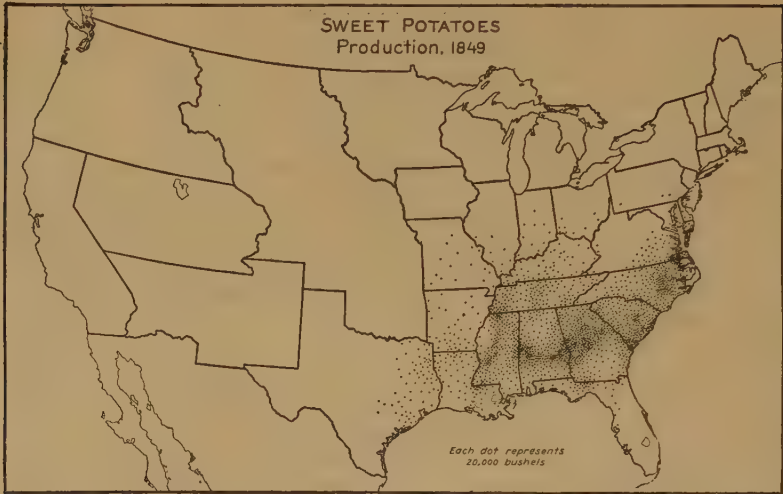 SWEET POTATOES
Production, 1849
Each dot represents
20,000 bushels